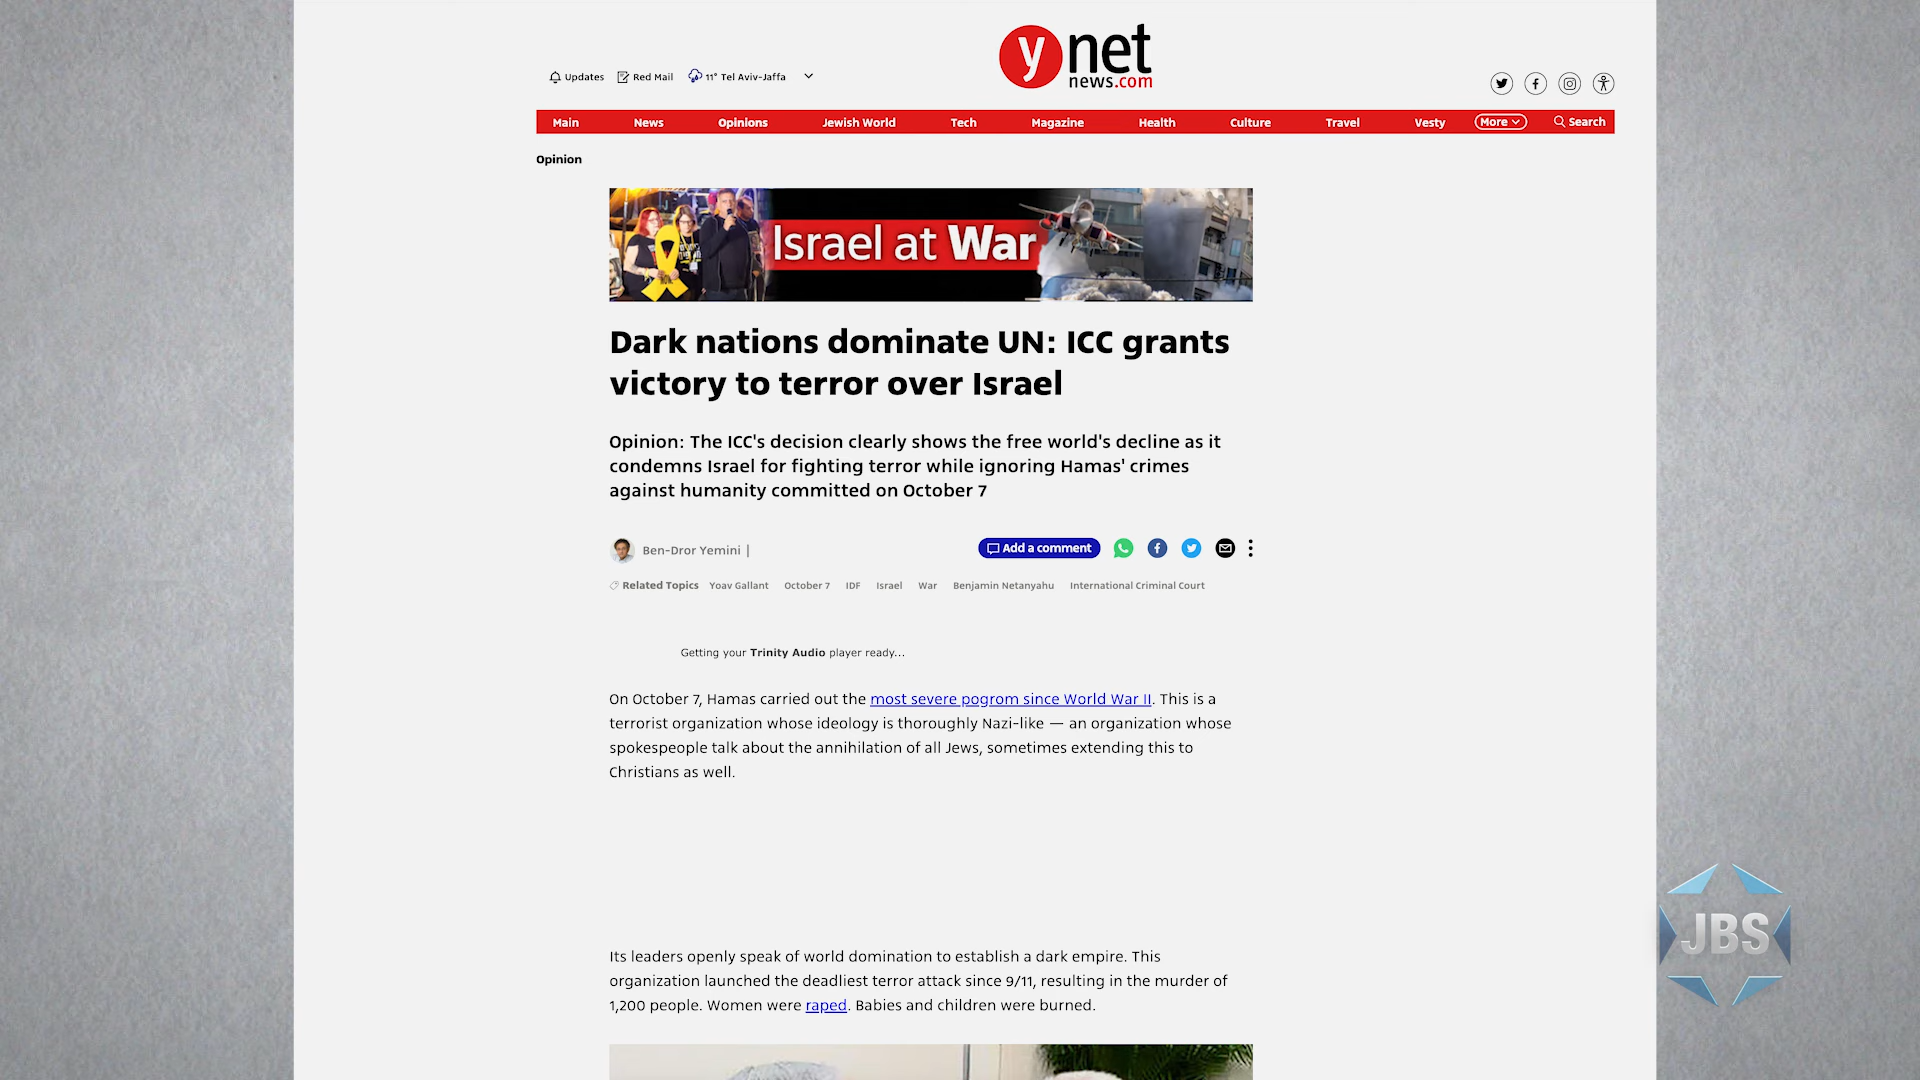 y net
news.com
Updates Red Mail 11° Tel Aviv-Jaffa
Main News Opinions Jewish World Tech Magazine Health Culture Travel Vesty More Search
Opinion
Israel at War
Dark nations dominate UN: ICC grants
victory to terror over Israel
Opinion: The ICC's decision clearly shows the free world's decline as it
condemns Israel for fighting terror while ignoring Hamas' crimes
against humanity committed on October 7
Ben-Dror Yemini |
Add a comment
Related Topics Yoav Gallant October 7 IDF Israel War Benjamin Netanyahu International Criminal Court
Getting your Trinity Audio player ready...
On October 7, Hamas carried out the most severe pogrom since World War II. This is a
terrorist organization whose ideology is thoroughly Nazi-like — an organization whose
spokespeople talk about the annihilation of all Jews, sometimes extending this to
Christians as well.
Its leaders openly speak of world domination to establish a dark empire. This
organization launched the deadliest terror attack since 9/11, resulting in the murder of
1,200 people. Women were raped. Babies and children were burned.
JBS